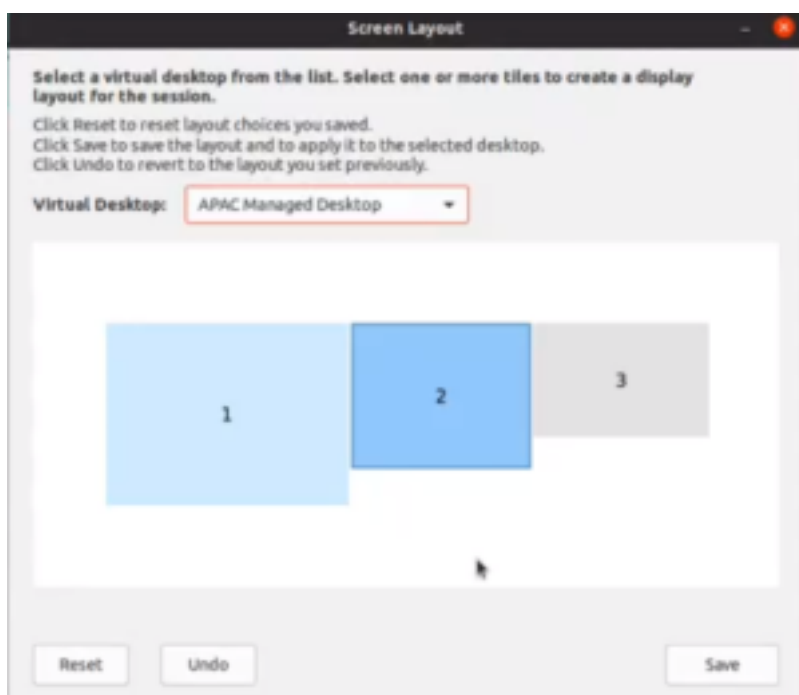 Screen Layout
Select a virtual desktop from the list. Select one or more tiles to create a display
layout for the session.
Click Reset to reset layout choices you saved.
Click Save to save the layout and to apply it to the selected desktop.
Click Undo to revert to the layout you set previously.
Virtual Desktop: APAC Managed Desktop
1 2 3
Reset Undo Save